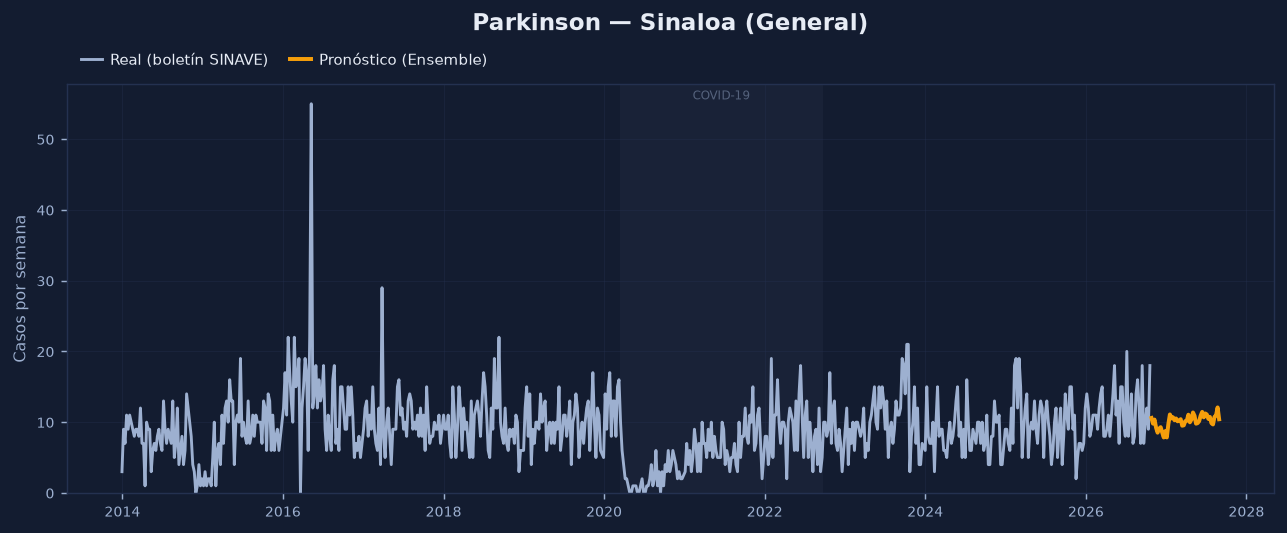 Parkinson — Sinaloa (General)
Real (boletín SINAVE) Pronóstico (Ensemble)
COVID-19
Casos por semana
50
40
30
20
10
0
2014 2016 2018 2020 2022 2024 2026 2028